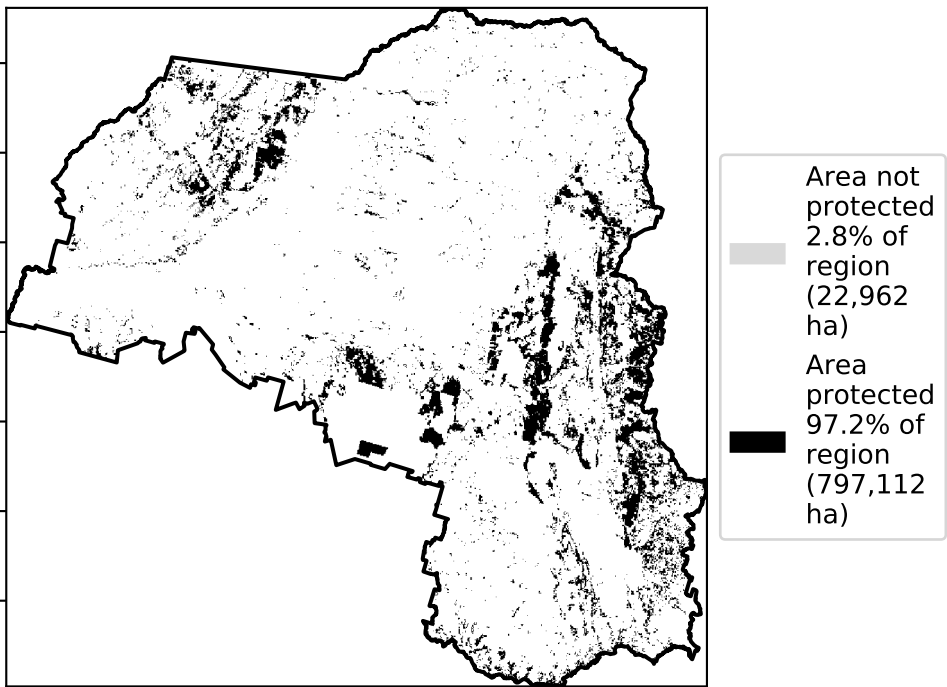 Area not
protected
2.8% of
region
(22,962
ha)
Area
protected
97.2% of
region
(797,112
ha)